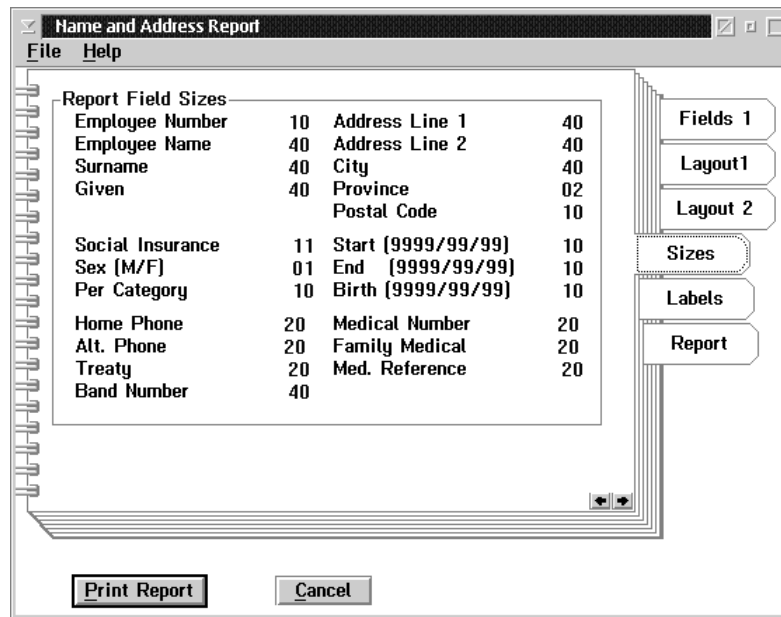 Name and Address Report
File Help
Report Field Sizes
Employee Number 10 Address Line 1 40
Employee Name 40 Address Line 2 40
Surname 40 City 40
Given 40 Province 02
Postal Code 10
Social Insurance 11 Start (9999/99/99) 10
Sex (M/F) 01 End (9999/99/99) 10
Per Category 10 Birth (9999/99/99) 10
Home Phone 20 Medical Number 20
Alt. Phone 20 Family Medical 20
Treaty 20 Med. Reference 20
Band Number 40
Fields 1
Layout1
Layout 2
Sizes
Labels
Report
Print Report Cancel